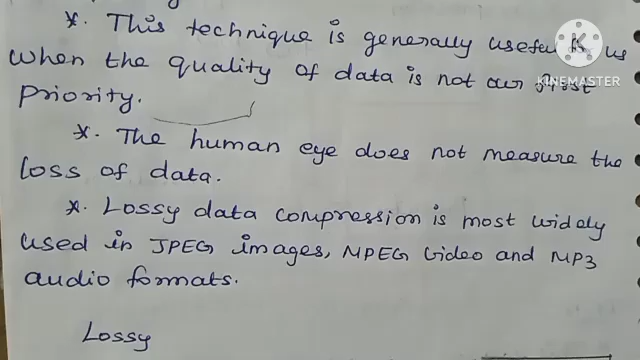 *. This technique is generally useful us
when the quality of data is not our first
priority.
*. The human eye does not measure the
loss of data.
*. Lossy data compression is most widely
used in JPEG images, MPEG video and MP3
audio formats.
Lossy
K
KINEMASTER